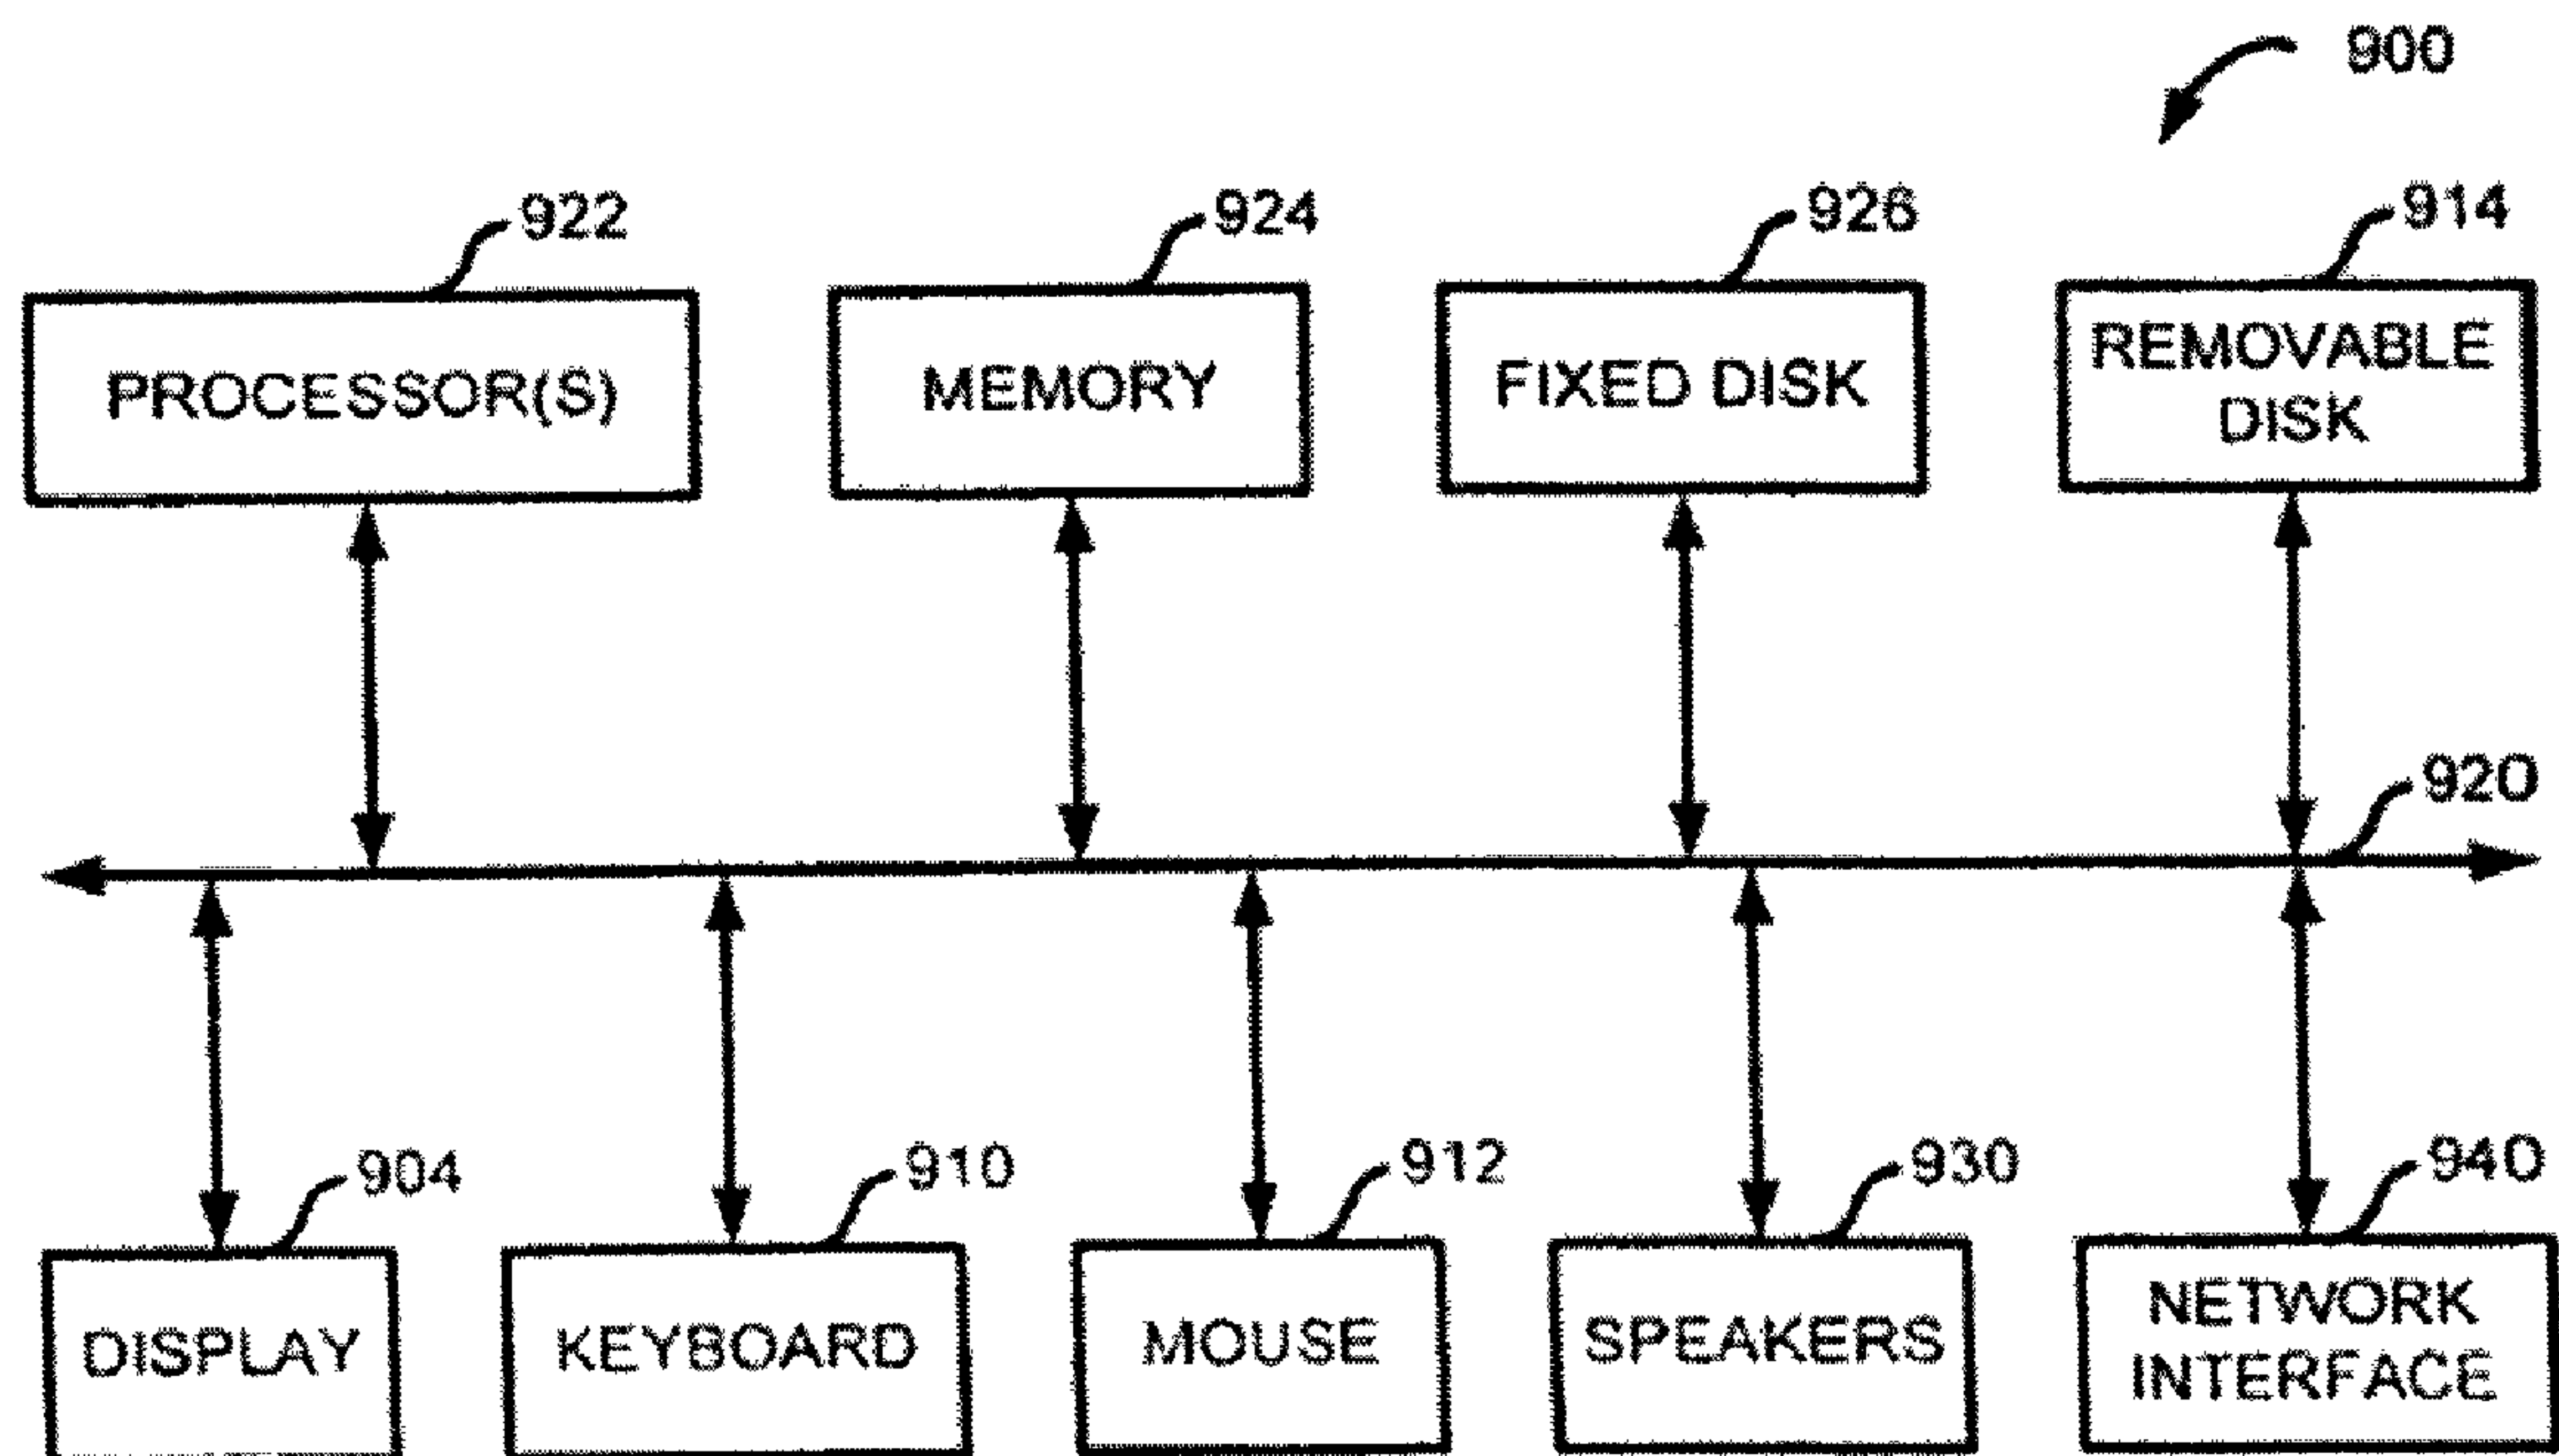 900
922
924
926
914
PROCESSOR(S)
MEMORY
FIXED DISK
REMOVABLE
DISK
920
904
910
912
930
940
DISPLAY
KEYBOARD
MOUSE
SPEAKERS
NETWORK
INTERFACE